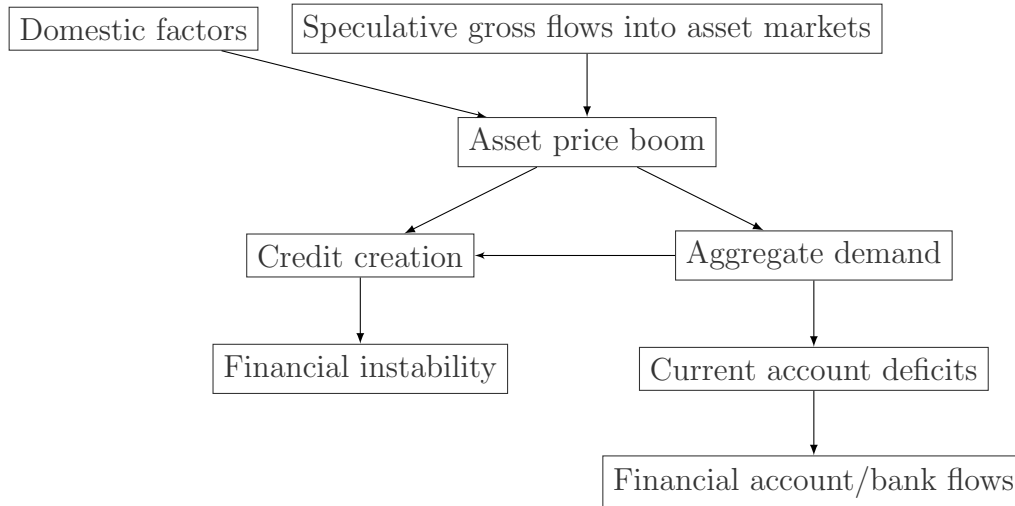 Domestic factors
Speculative gross flows into asset markets
Asset price boom
Credit creation
Aggregate demand
Financial instability
Current account deficits
Financial account/bank flows